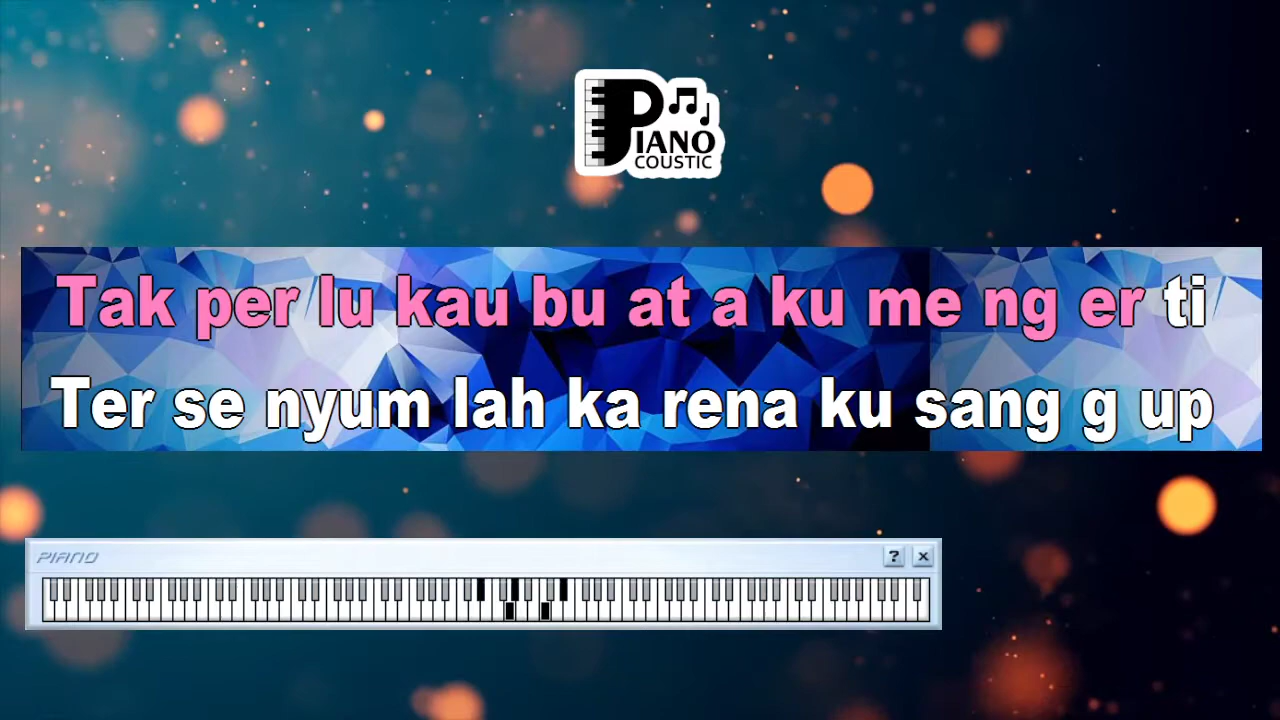 PIANO
COUSTIC
Tak per lu kau bu at a ku me ng er ti
Ter se nyum lah ka rena ku sang g up
PIANO
? ×